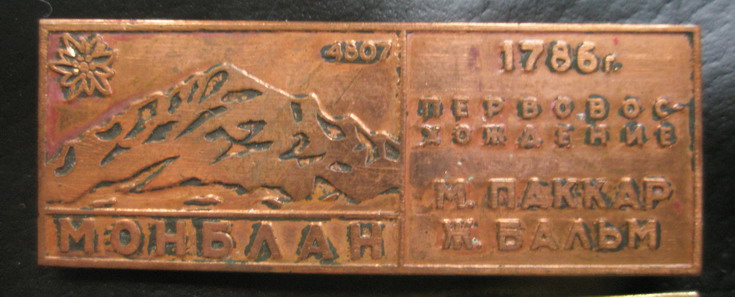 4807
МОНБЛАН
1786г.
ПЕРВОВОС
ХОЖДЕНИЕ
М. ПАККАР
Ж. БАЛЬМ